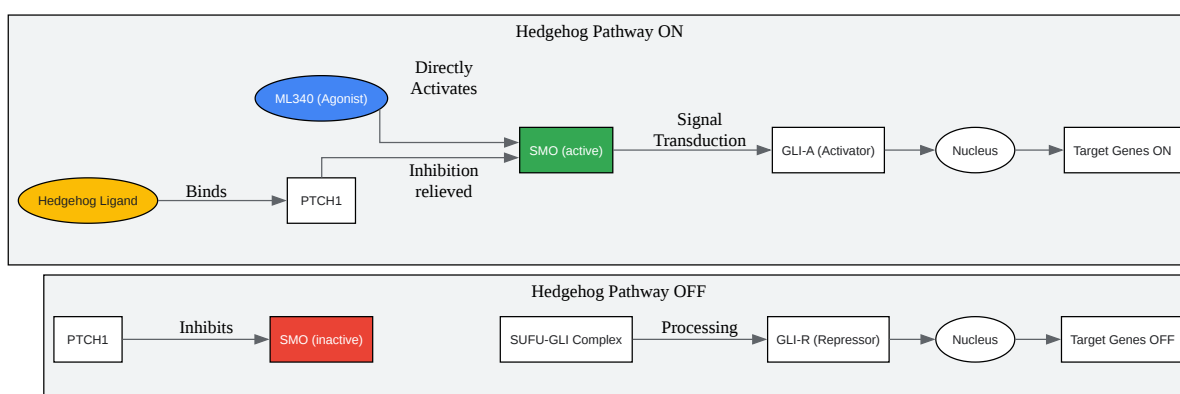 Hedgehog Pathway ON
Directly
Activates
ML340 (Agonist)
Signal
Transduction
SMO (active)
GLI-A (Activator)
Nucleus
Target Genes ON
Inhibition
relieved
Hedgehog Ligand
Binds
PTCH1
Hedgehog Pathway OFF
PTCH1
Inhibits
SMO (inactive)
SUFU-GLI Complex
Processing
GLI-R (Repressor)
Nucleus
Target Genes OFF